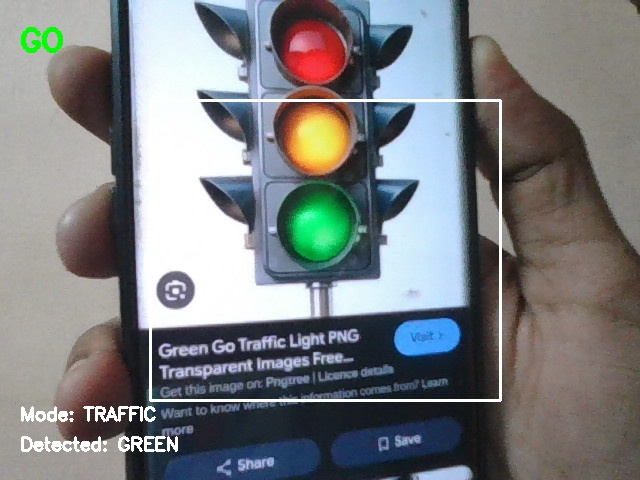 GO
Green Go Traffic Light PNG
Transparent Images Free...
Visit >
Get this image on: Pngtree | Licence details
Want to know where this information comes from? Learn
more
Share
Save
Mode: TRAFFIC
Detected: GREEN